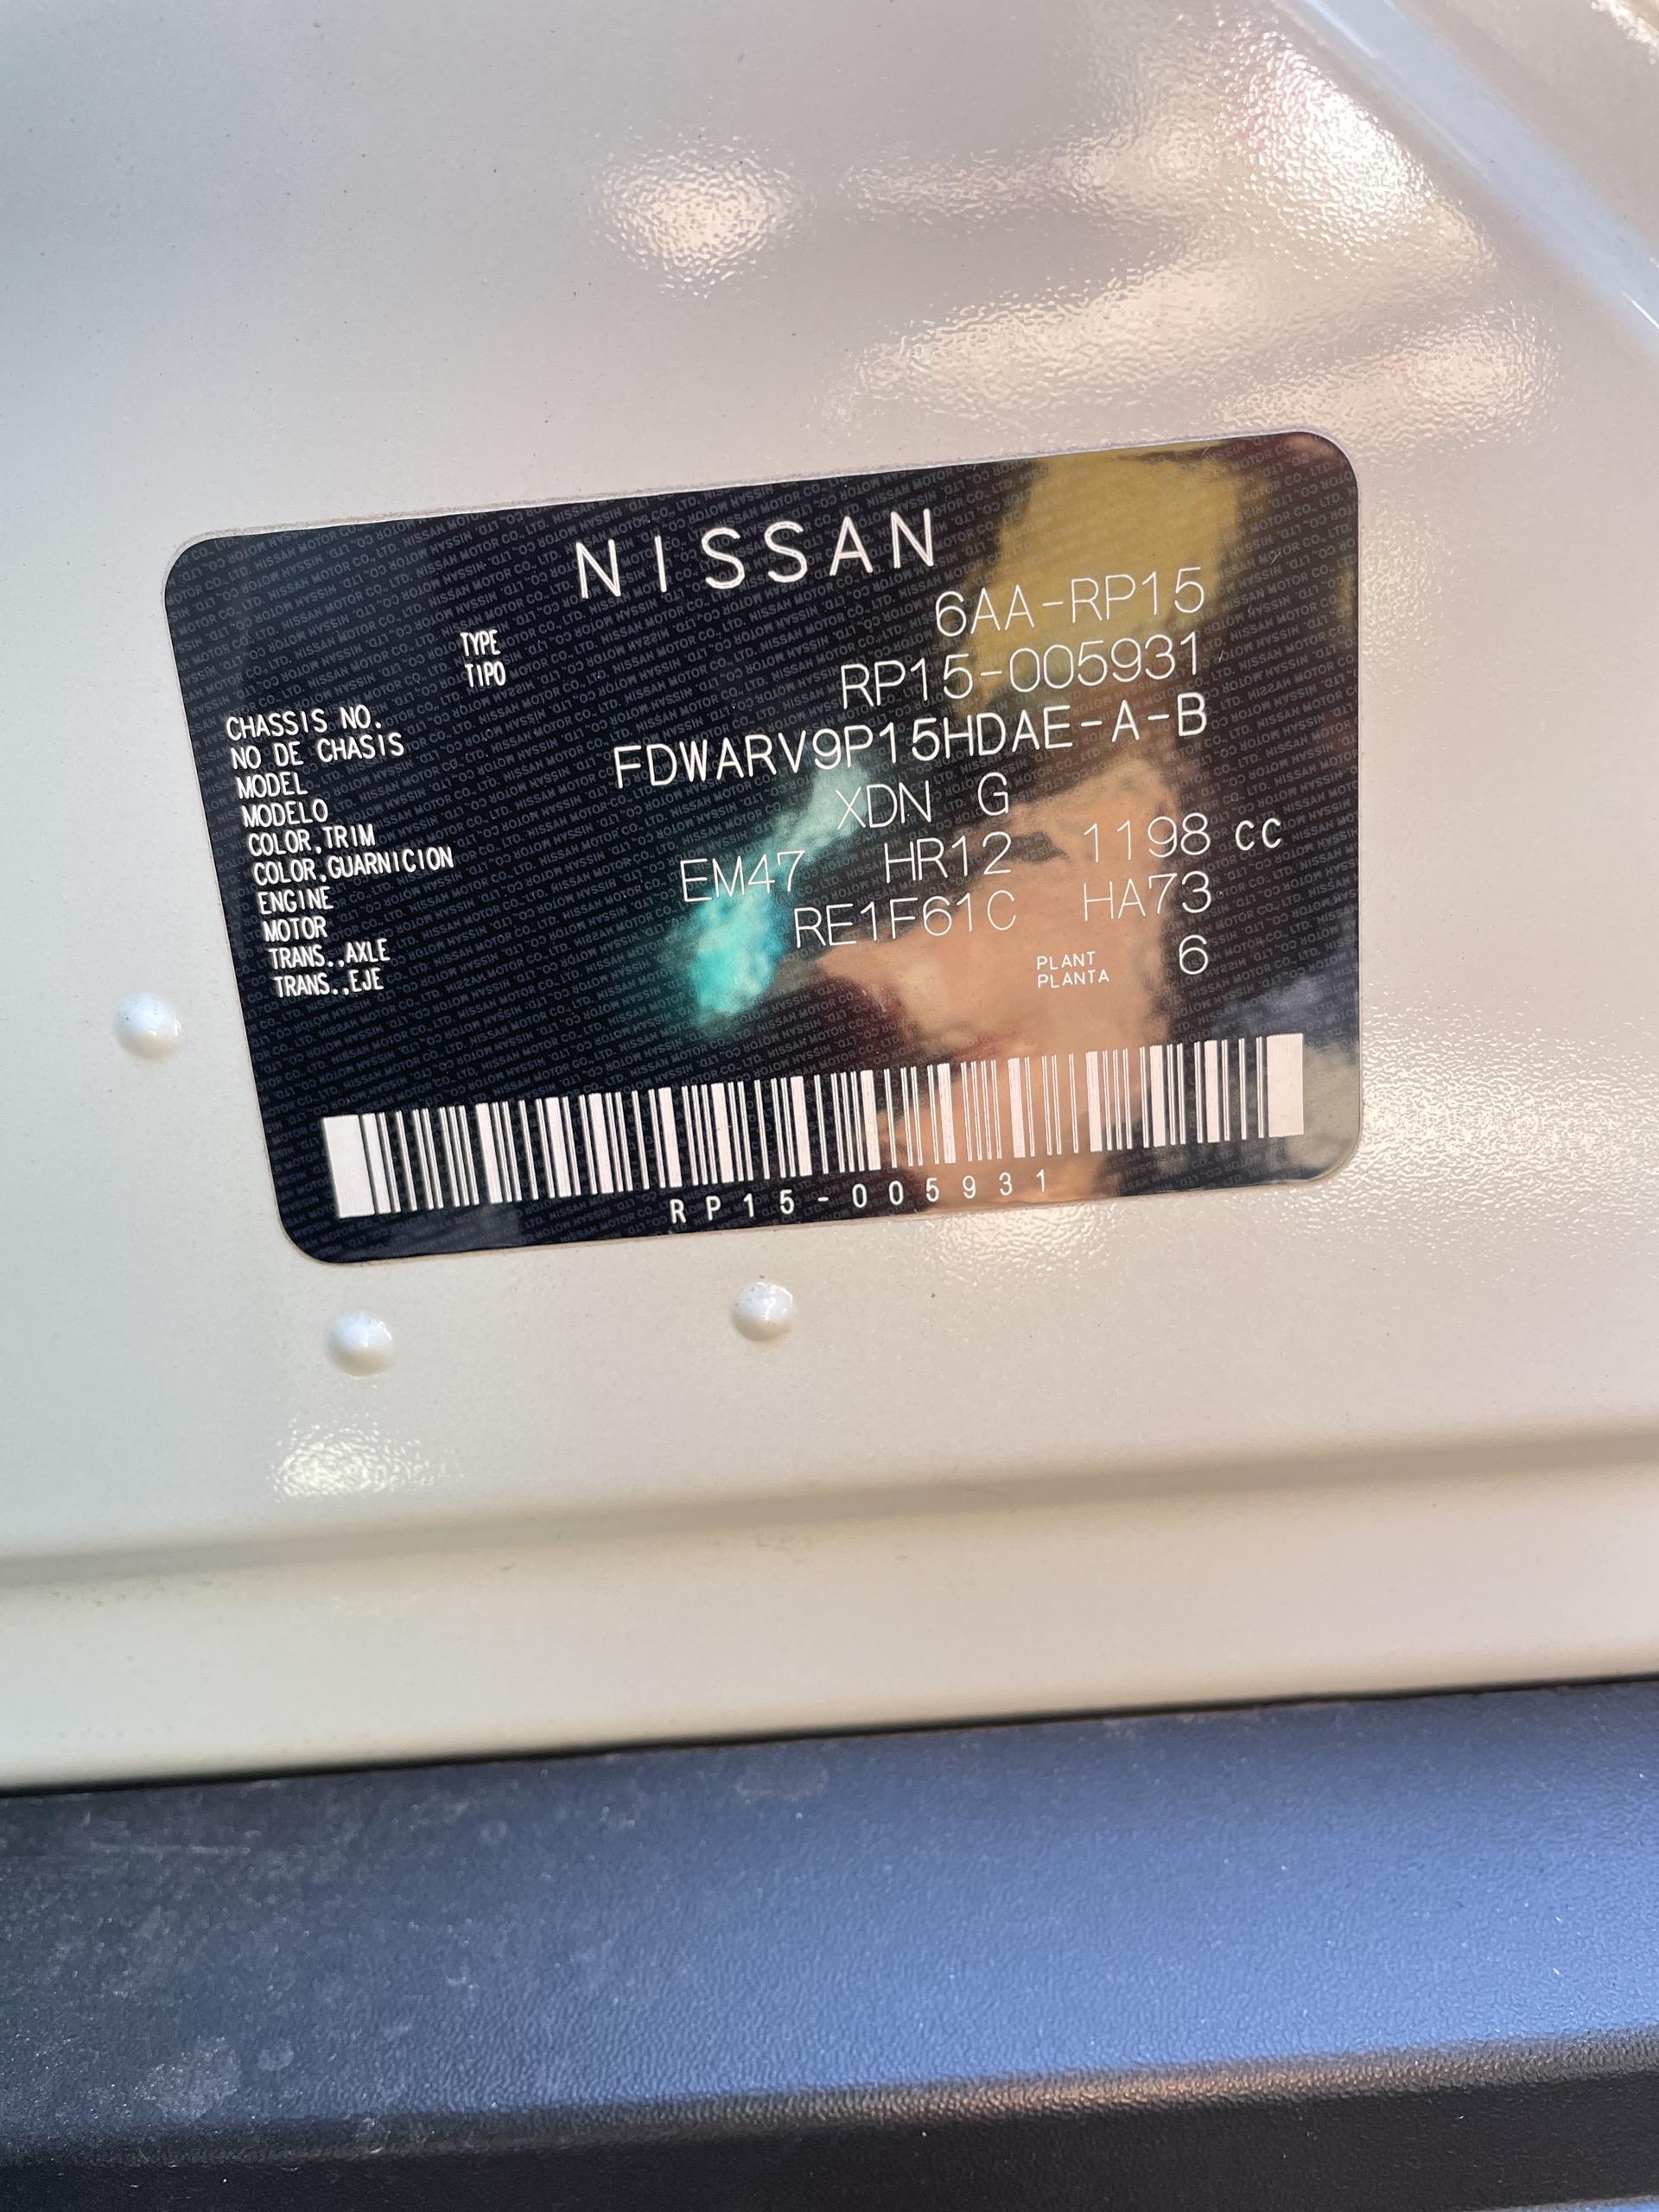 NISSAN
TYPE 6AA-RP15
TIPO
CHASSIS NO. RP15-005931
NO DE CHASIS
MODEL FDWARV9P15HDAE-A-B
MODELO
COLOR,TRIM XDN G
COLOR,GUARNICION
ENGINE EM47 HR12 1198 CC
MOTOR
TRANS.,AXLE RE1F61C HA73
TRANS.,EJE
PLANT 6
PLANTA
RP15-005931